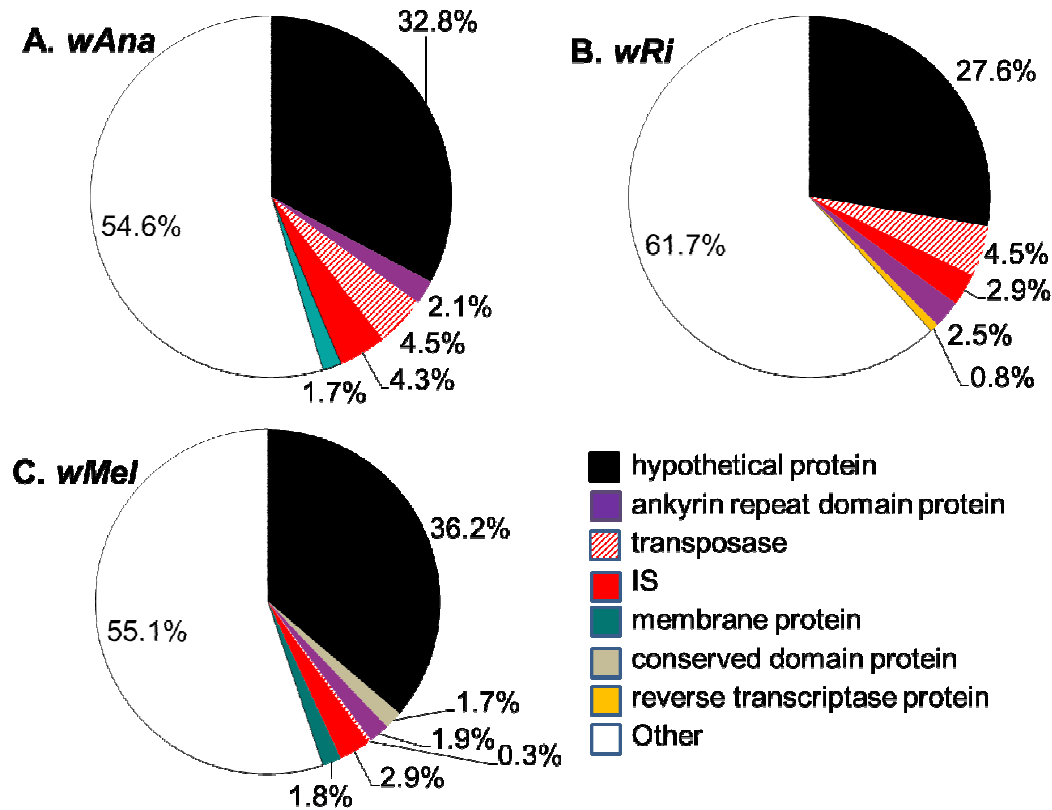 A. wAna
32.8%
54.6%
2.1%
4.5%
4.3%
1.7%
B. wRi
27.6%
61.7%
4.5%
2.9%
2.5%
0.8%
C. wMel
36.2%
55.1%
1.7%
1.9%
0.3%
2.9%
1.8%
hypothetical protein
ankyrin repeat domain protein
transposase
IS
membrane protein
conserved domain protein
reverse transcriptase protein
Other